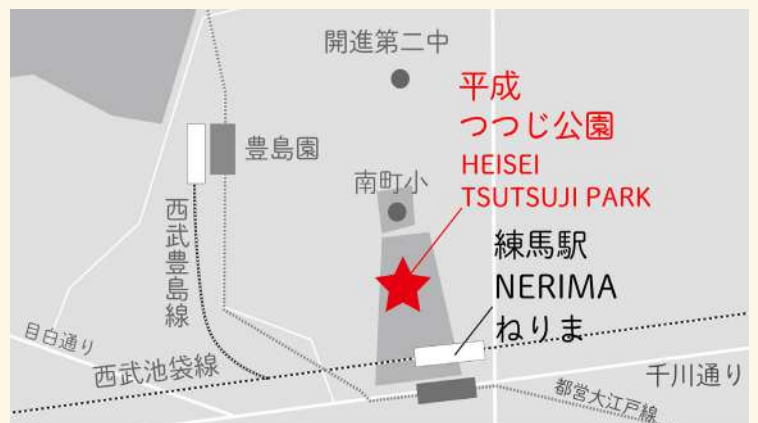 開進第二中
平成
つつじ公園
HEISEI
TSUTSUJI PARK
豊島園
南町小
西武豊島線
練馬駅
NERIMA
ねりま
目白通り
西武池袋線
千川通り
都営大江戸線